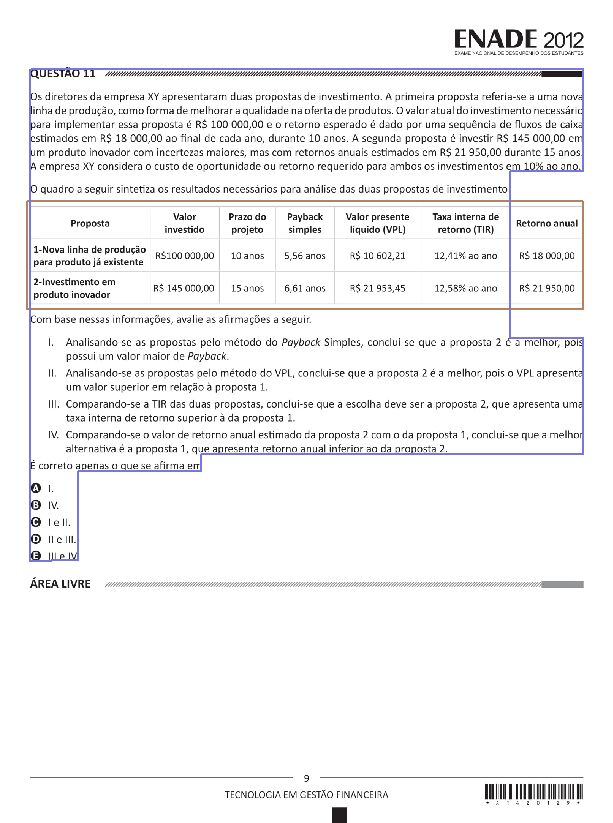 ENADE 2012
EXAME NACIONAL DE DESEMPENHO DOS ESTUDANTES
QUESTÃO 11
Os diretores da empresa XY apresentaram duas propostas de investimento. A primeira proposta referia-se a uma nova
linha de produção, como forma de melhorar a qualidade na oferta de produtos. O valor atual do investimento necessário
para implementar essa proposta é R$ 100 000,00 e o retorno esperado é dado por uma sequência de fluxos de caixa
estimados em R$ 18 000,00 ao final de cada ano, durante 10 anos. A segunda proposta é investir R$ 145 000,00 em
um produto inovador com incertezas maiores, mas com retornos anuais estimados em R$ 21 950,00 durante 15 anos.
A empresa XY considera o custo de oportunidade ou retorno requerido para ambos os investimentos em 10% ao ano.
O quadro a seguir sintetiza os resultados necessários para análise das duas propostas de investimento
Proposta Valor investido Prazo do projeto Payback simples Valor presente líquido (VPL) Taxa interna de retorno (TIR) Retorno anual
1-Nova linha de produção para produto já existente R$100 000,00 10 anos 5,56 anos R$ 10 602,21 12,41% ao ano R$ 18 000,00
2-Investimento em produto inovador R$ 145 000,00 15 anos 6,61 anos R$ 21 953,45 12,58% ao ano R$ 21 950,00
Com base nessas informações, avalie as afirmações a seguir.
I. Analisando-se as propostas pelo método do Payback Simples, conclui-se que a proposta 2 é a melhor, pois
possui um valor maior de Payback.
II. Analisando-se as propostas pelo método do VPL, conclui-se que a proposta 2 é a melhor, pois o VPL apresenta
um valor superior em relação à proposta 1.
III. Comparando-se a TIR das duas propostas, conclui-se que a escolha deve ser a proposta 2, que apresenta uma
taxa interna de retorno superior à da proposta 1.
IV. Comparando-se o valor de retorno anual estimado da proposta 2 com o da proposta 1, conclui-se que a melhor
alternativa é a proposta 1, que apresenta retorno anual inferior ao da proposta 2.
É correto apenas o que se afirma em
A I.
B IV.
C I e II.
D II e III.
E III e IV
ÁREA LIVRE
9
TECNOLOGIA EM GESTÃO FINANCEIRA
* A 1 4 2 0 1 2 9 *